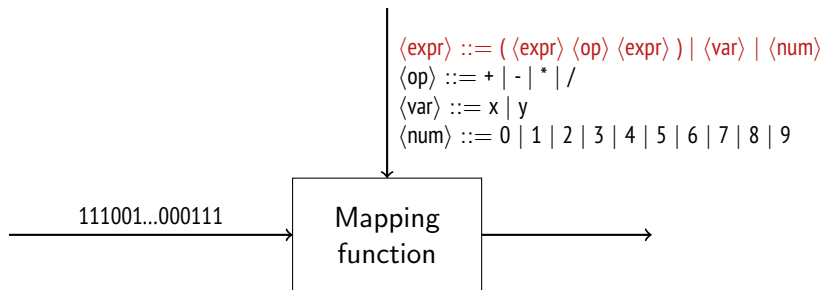 ⟨expr⟩ ::= ( ⟨expr⟩ ⟨op⟩ ⟨expr⟩ ) | ⟨var⟩ | ⟨num⟩
⟨op⟩ ::= + | - | * | /
⟨var⟩ ::= x | y
⟨num⟩ ::= 0 | 1 | 2 | 3 | 4 | 5 | 6 | 7 | 8 | 9
111001...000111
Mapping
function